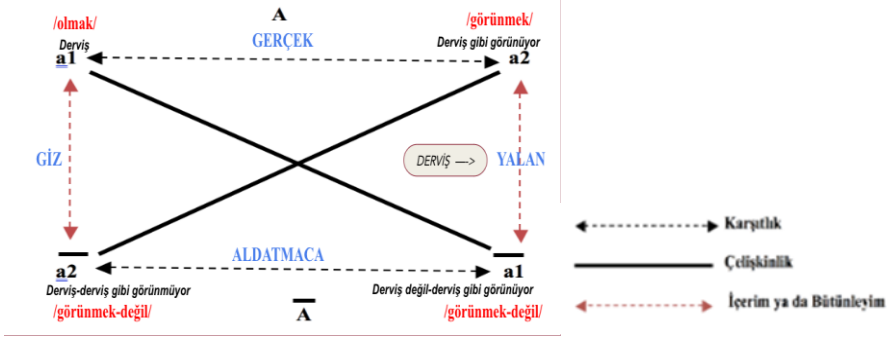 /olmak/ A /görünmek/
Derviş GERÇEK Derviş gibi görünüyor
a1 a2
GİZ DERVİŞ —> YALAN
a2 ALDATMACA a1
Derviş-derviş gibi görünmüyor Derviş değil-derviş gibi görünüyor
/görünmek-değil/ A /görünmek-değil/
Karşıtlık
Çelişkinlik
İçerim ya da Bütünleyim